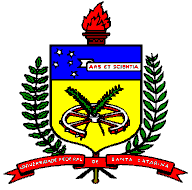 ARS ET SCIENTIA
UNIVERSIDADE FEDERAL DE SANTA CATARINA